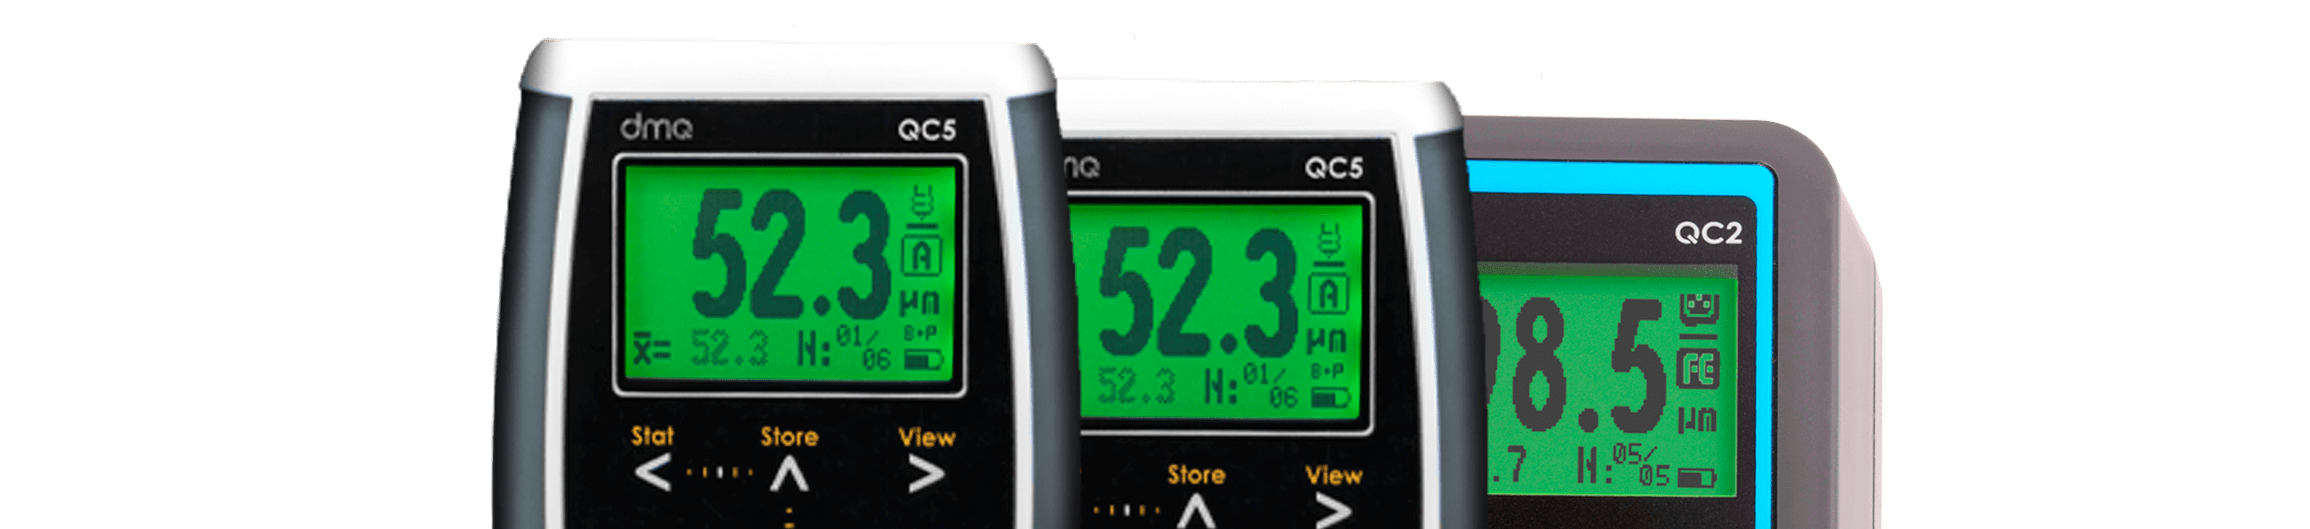 dmq QC5
52.3
A
µm
x̄= 52.3 N: 01/06 B+P
Stat Store View
< ∧ >
mq QC5
52.3
A
µm
52.3 N: 01/06 B+P
Store View
∧ >
QC2
8.5
FE
µm
.7 N: 05/05